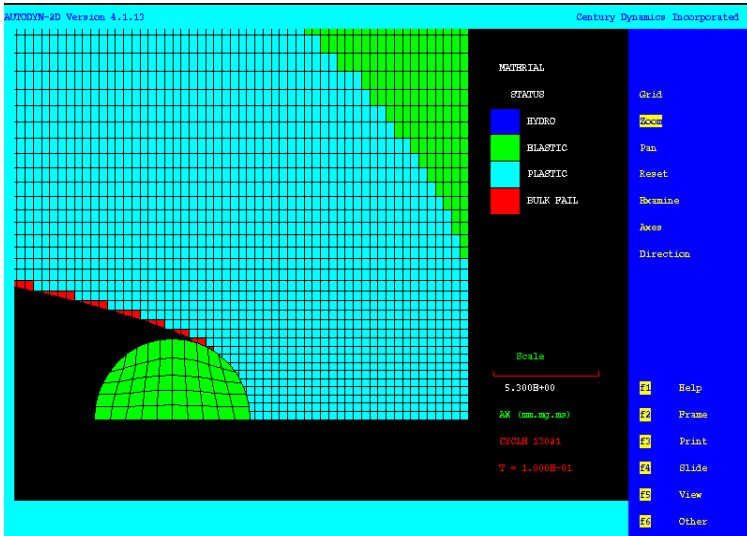 AUTODYN-2D Version 4.1.13
Century Dynamics Incorporated
MATERIAL
STATUS
HYDRO
ELASTIC
PLASTIC
BULK FAIL
Grid
Zoom
Pan
Reset
Examine
Axes
Direction
Scale
5.300E+00
AX (mm.mg.ms)
CYCLE 13021
T = 1.000E-01
f1 Help
f2 Frame
f3 Print
f4 Slide
f5 View
f6 Other